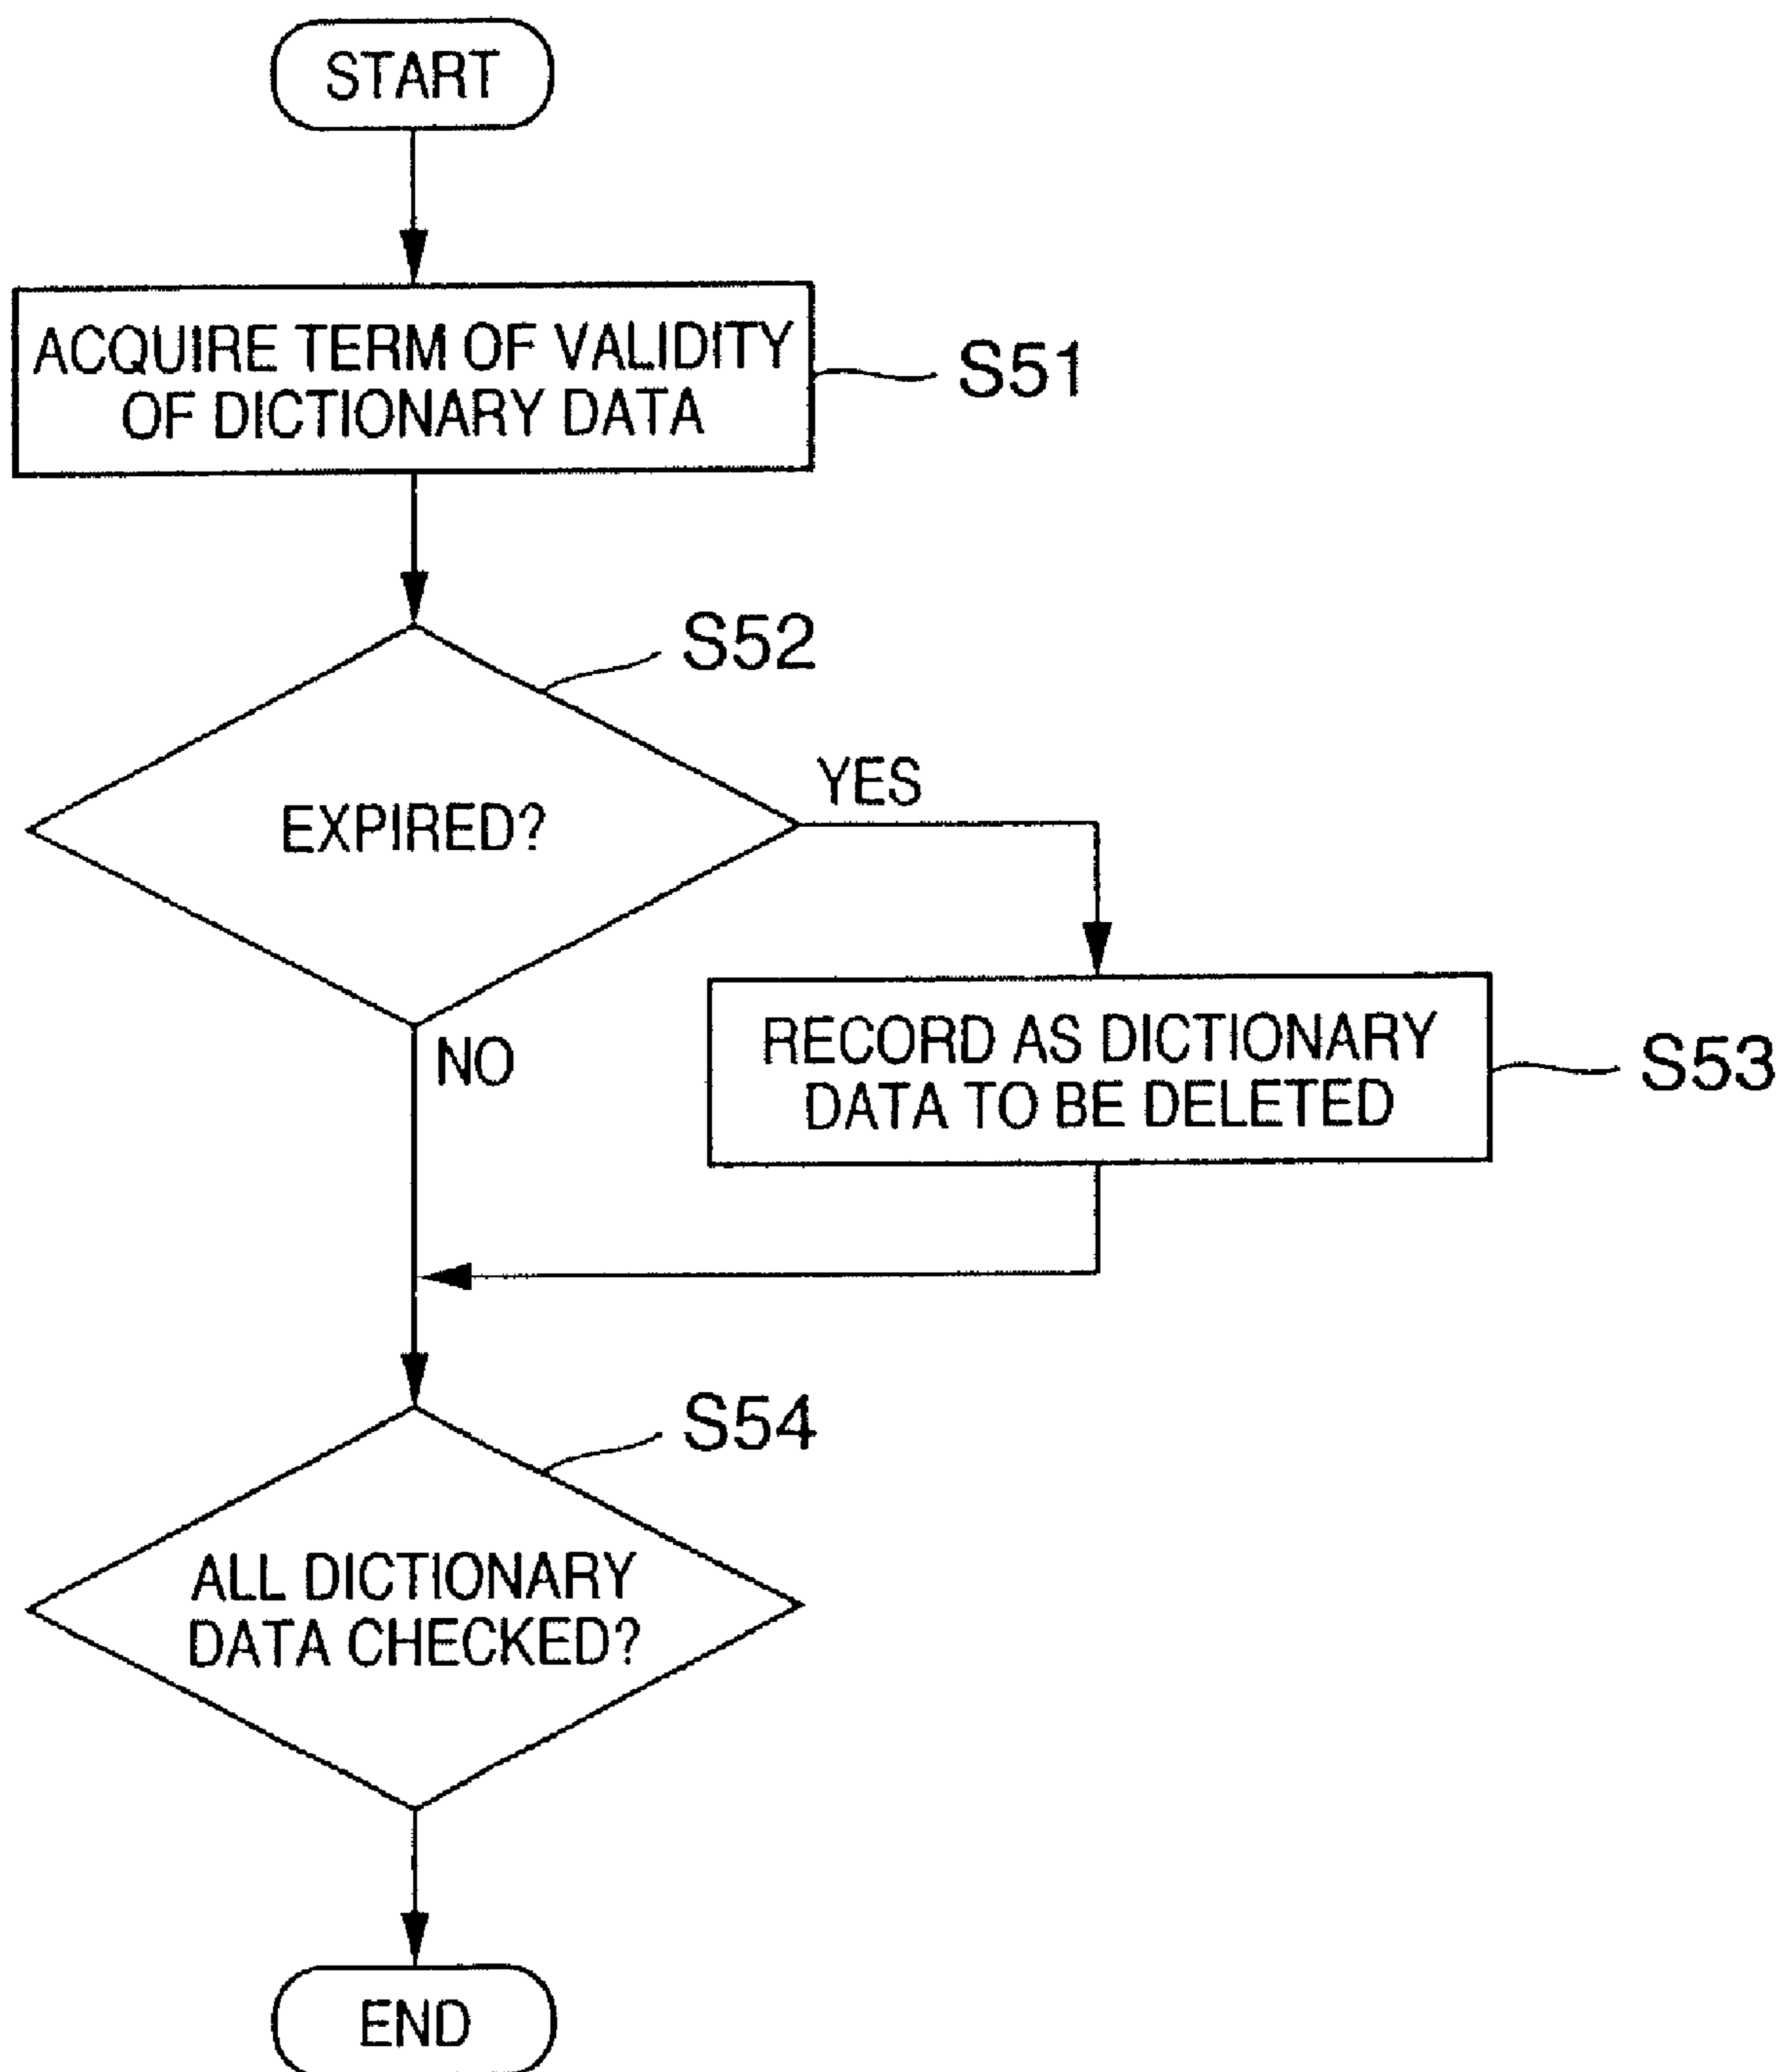 START
ACQUIRE TERM OF VALIDITY
OF DICTIONARY DATA
S51
S52
EXPIRED?
YES
NO
RECORD AS DICTIONARY
DATA TO BE DELETED
S53
S54
ALL DICTIONARY
DATA CHECKED?
END